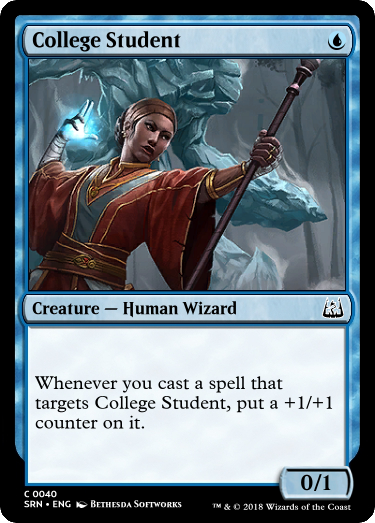 College Student
Creature — Human Wizard
Whenever you cast a spell that
targets College Student, put a +1/+1
counter on it.
0/1
C 0040
SRN • ENG Bethesda Softworks
™ & © 2018 Wizards of the Coast